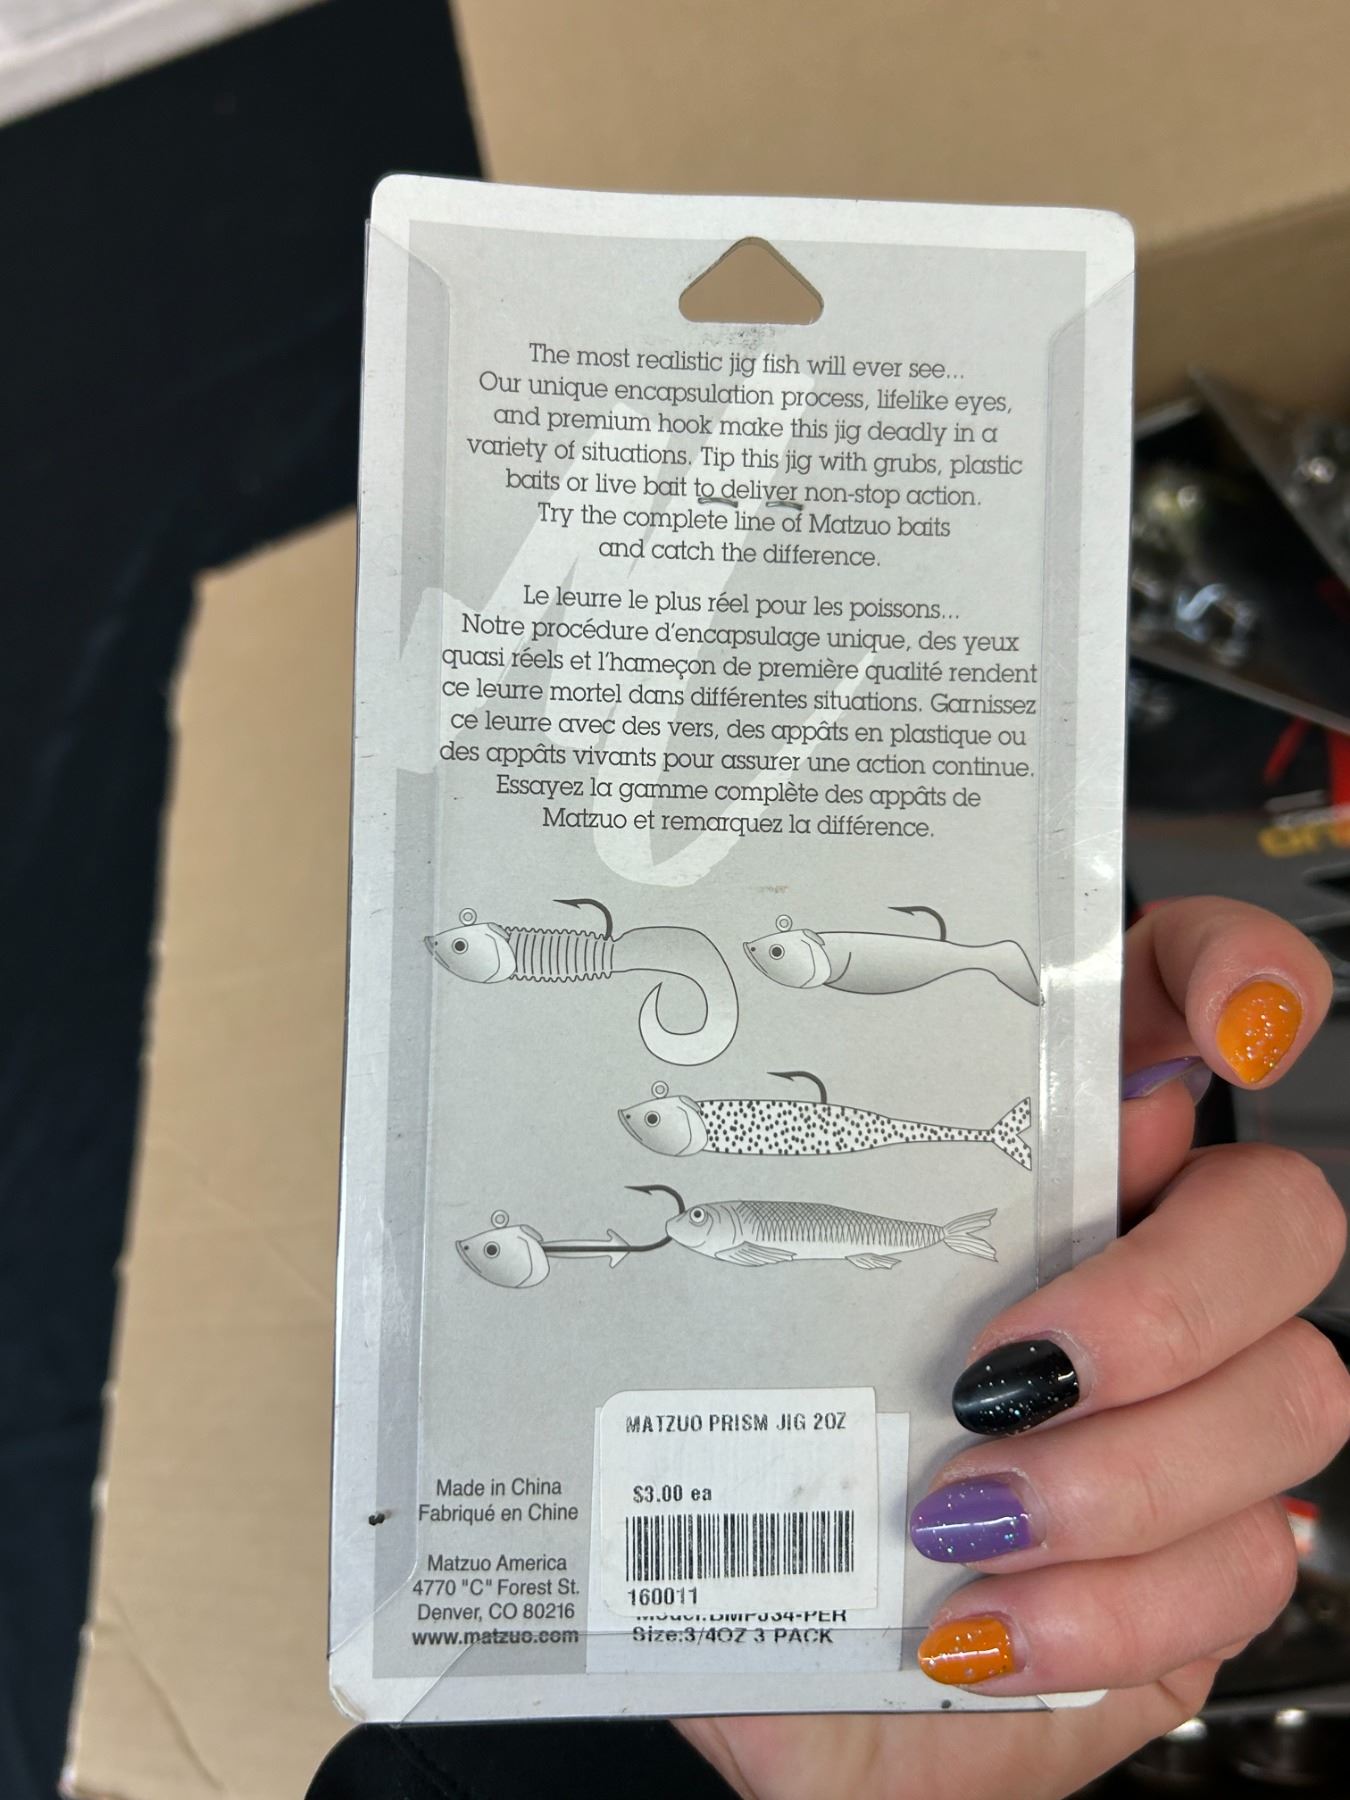 The most realistic jig fish will ever see...
Our unique encapsulation process, lifelike eyes,
and premium hook make this jig deadly in a
variety of situations. Tip this jig with grubs, plastic
baits or live bait to deliver non-stop action.
Try the complete line of Matzuo baits
and catch the difference.
Le leurre le plus réel pour les poissons...
Notre procédure d'encapsulage unique, des yeux
quasi réels et l'hameçon de première qualité rendent
ce leurre mortel dans différentes situations. Garnissez
ce leurre avec des vers, des appâts en plastique ou
des appâts vivants pour assurer une action continue.
Essayez la gamme complète des appâts de
Matzuo et remarquez la différence.
Made in China
Fabriqué en Chine
Matzuo America
4770 "C" Forest St.
Denver, CO 80216
www.matzuo.com
MATZUO PRISM JIG 2OZ
$3.00 ea
160011
Size:3/4OZ 3 PACK